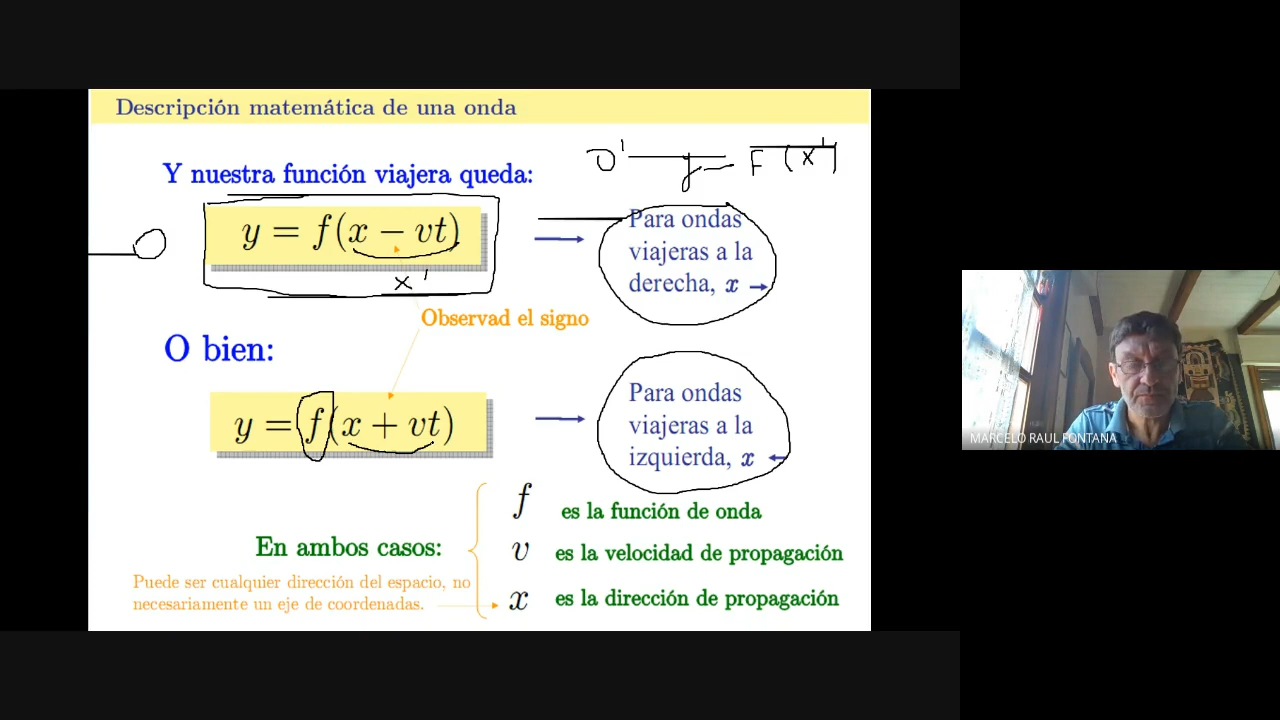 Descripción matemática de una onda
O' y = F (x')
Y nuestra función viajera queda:
O
y = f(x − vt)
x'
Para ondas
viajeras a la
derecha, x →
Observad el signo
O bien:
y = f(x + vt)
Para ondas
viajeras a la
izquierda, x ←
En ambos casos:
f es la función de onda
v es la velocidad de propagación
x es la dirección de propagación
Puede ser cualquier dirección del espacio, no
necesariamente un eje de coordenadas.
MARCELO RAUL FONTANA